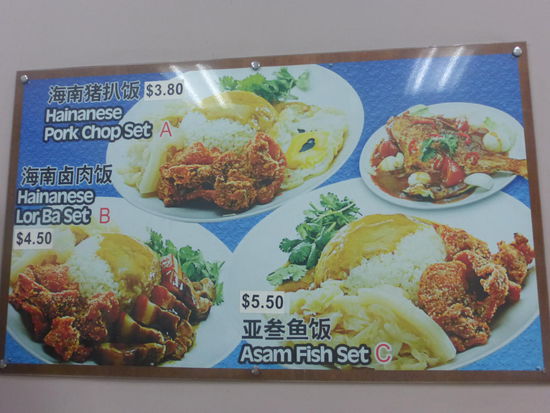 海南猪扒饭 $3.80
Hainanese
Pork Chop Set A
海南卤肉饭
Hainanese
Lor Ba Set B
$4.50
$5.50
亚叁鱼饭
Asam Fish Set C